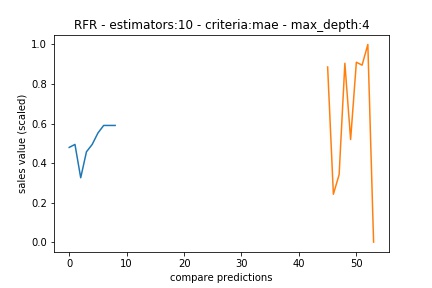 RFR - estimators:10 - criteria:mae - max_depth:4
1.0
0.8
0.6
0.4
0.2
0.0
sales value (scaled)
0 10 20 30 40 50
compare predictions